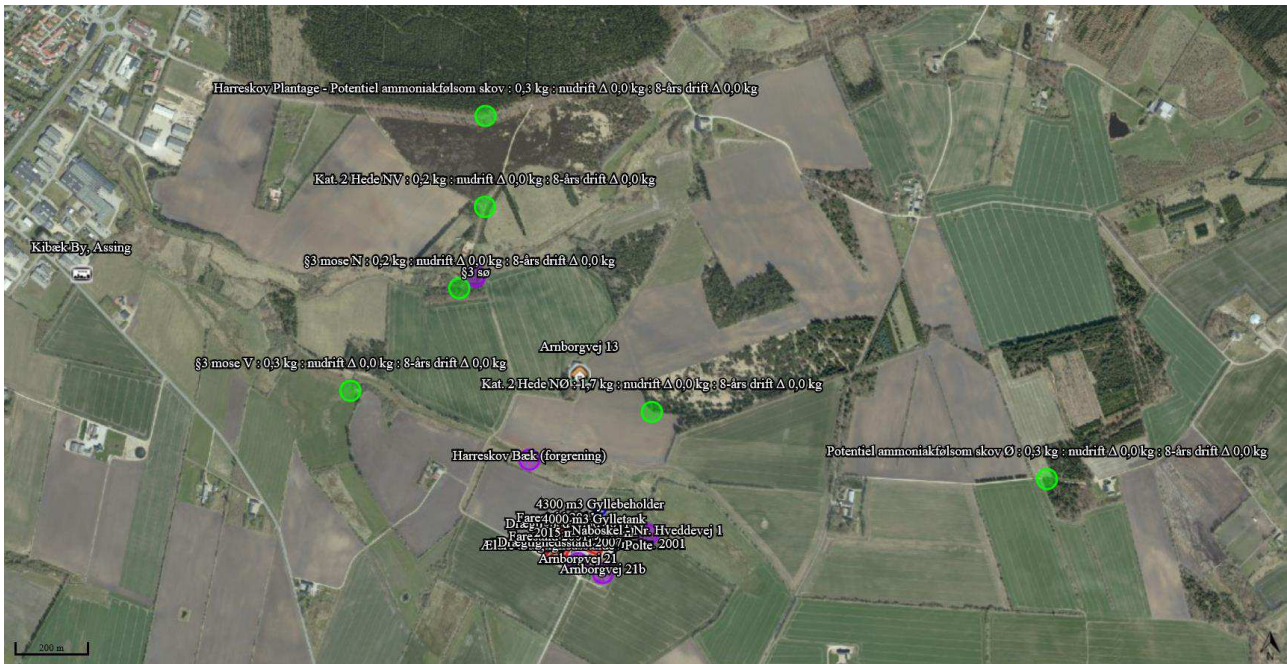 Harreskov Plantage - Potentiel ammoniakfølsom skov : 0,3 kg : nudrift Δ 0,0 kg : 8-års drift Δ 0,0 kg
Kat. 2 Hede NV : 0,2 kg : nudrift Δ 0,0 kg : 8-års drift Δ 0,0 kg
Kibæk By, Assing
§3 mose N : 0,2 kg : nudrift Δ 0,0 kg : 8-års drift Δ 0,0 kg
§3 sø
Arnborgvej 13
§3 mose V : 0,3 kg : nudrift Δ 0,0 kg : 8-års drift Δ 0,0 kg
Kat. 2 Hede NØ : 1,7 kg : nudrift Δ 0,0 kg : 8-års drift Δ 0,0 kg
Potentiel ammoniakfølsom skov Ø : 0,3 kg : nudrift Δ 0,0 kg : 8-års drift Δ 0,0 kg
Harreskov Bæk (forgrening)
4300 m3 Gyllebeholder
4000 m3 Gylletank
Hveddevej 1
2015
Drægtighedsstald 2007
Polte 2001
Arnborgvej 21
Arnborgvej 21b
200 m